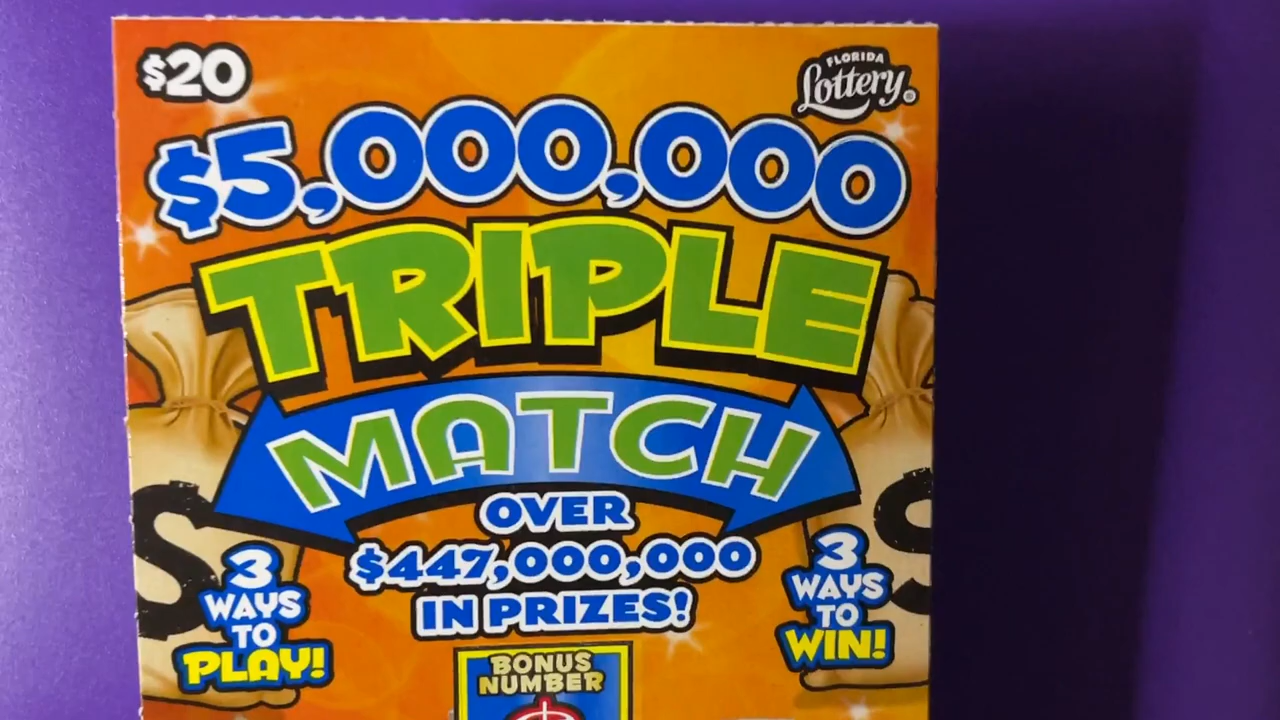 $20
FLORIDA
Lottery®
$5,000,000
TRIPLE
MATCH
OVER
$447,000,000
IN PRIZES!
3
WAYS
TO
PLAY!
3
WAYS
TO
WIN!
BONUS
NUMBER